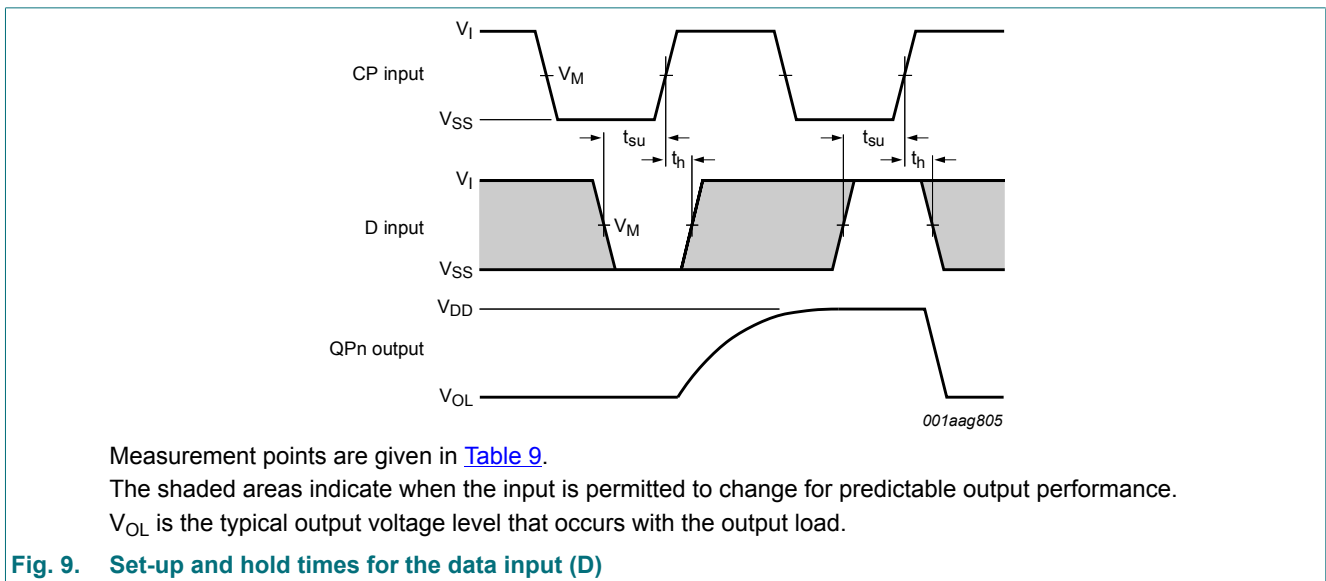 VI
CP input
VM
VSS
tsu
tsu
th
th
VI
D input
VM
VSS
VDD
QPn output
VOL
001aag805
Measurement points are given in Table 9.
The shaded areas indicate when the input is permitted to change for predictable output performance.
VOL is the typical output voltage level that occurs with the output load.
Fig. 9. Set-up and hold times for the data input (D)